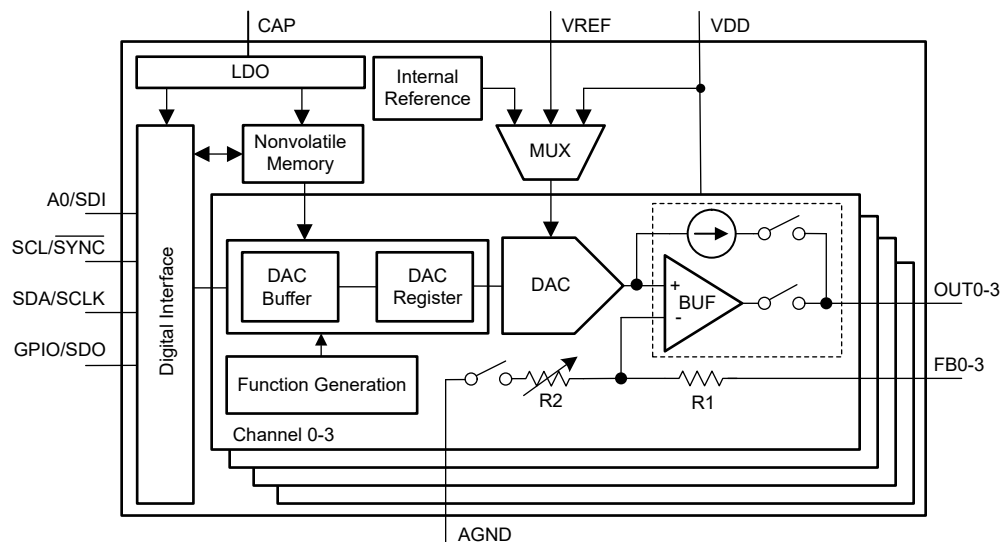 CAP
VREF
VDD
LDO
Internal
Reference
Nonvolatile
Memory
MUX
A0/SDI
SCL/SYNC
SDA/SCLK
GPIO/SDO
Digital Interface
DAC
Buffer
DAC
Register
DAC
+
BUF
-
OUT0-3
FB0-3
Function Generation
R2
R1
Channel 0-3
AGND